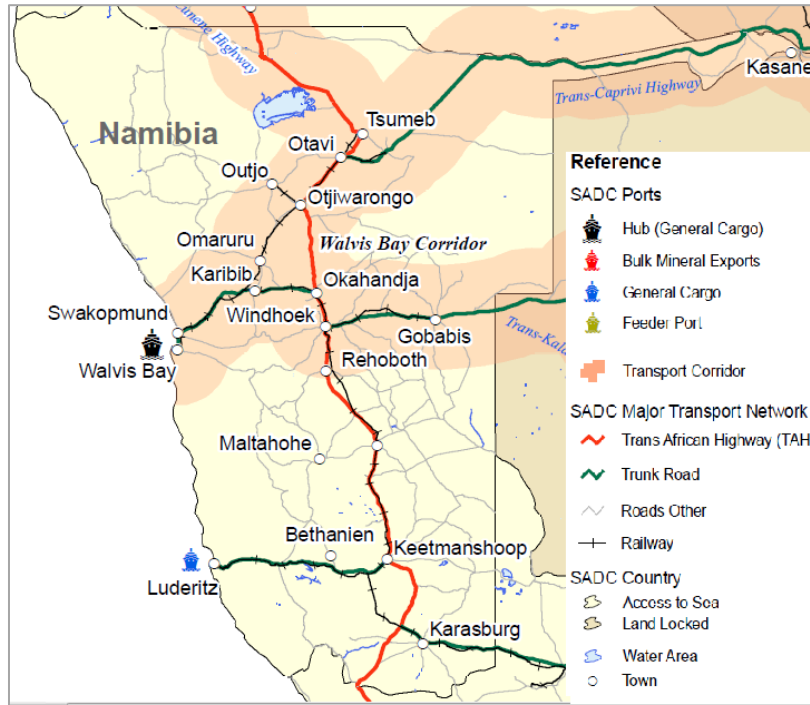 unene Highway
Kasane
Trans-Caprivi Highway
Tsumeb
Namibia
Otavi
Outjo
Otjiwarongo
Walvis Bay Corridor
Omaruru
Karibib
Okahandja
Swakopmund
Windhoek
Gobabis
Trans-Kala
Walvis Bay
Rehoboth
Maltahohe
Bethanien
Keetmanshoop
Luderitz
Karasburg
Reference
SADC Ports
Hub (General Cargo)
Bulk Mineral Exports
General Cargo
Feeder Port
Transport Corridor
SADC Major Transport Network
Trans African Highway (TAH
Trunk Road
Roads Other
Railway
SADC Country
Access to Sea
Land Locked
Water Area
Town